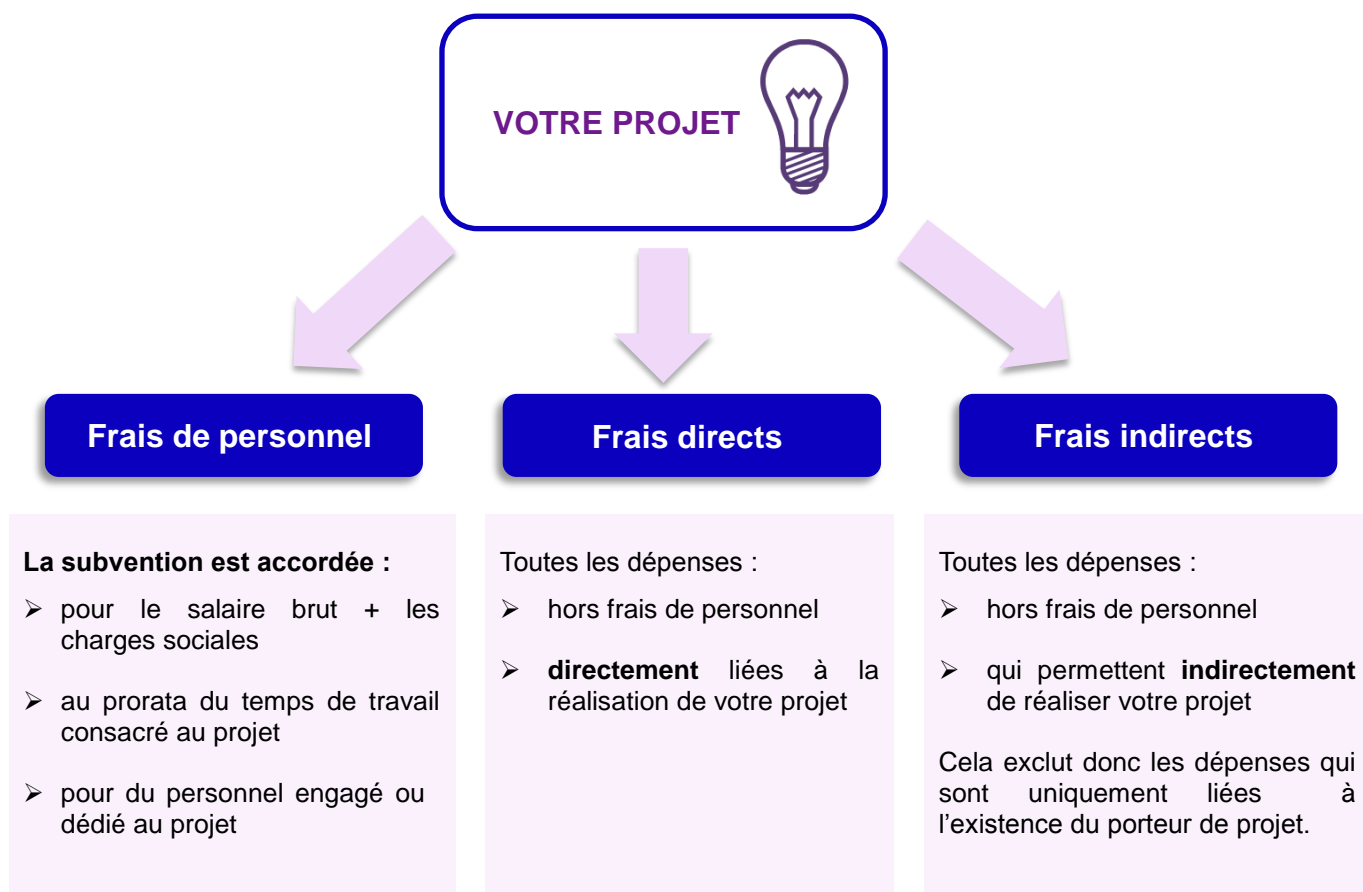 VOTRE PROJET
Frais de personnel
Frais directs
Frais indirects
La subvention est accordée :
➢ pour le salaire brut + les
charges sociales
➢ au prorata du temps de travail
consacré au projet
➢ pour du personnel engagé ou
dédié au projet
Toutes les dépenses :
➢ hors frais de personnel
➢ directement liées à la
réalisation de votre projet
Toutes les dépenses :
➢ hors frais de personnel
➢ qui permettent indirectement
de réaliser votre projet
Cela exclut donc les dépenses qui
sont uniquement liées à
l’existence du porteur de projet.